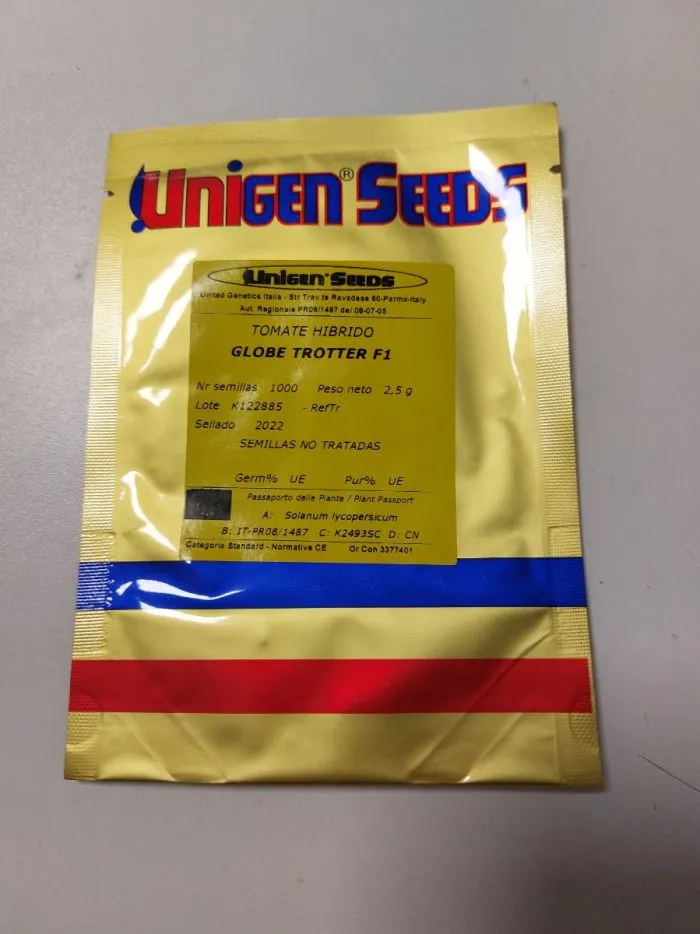 UNIGEN® SEEDS
UNIGEN® SEEDS
United Genetics Italia - Str.Trav.te Ravadese 60-Parma-Italy
Aut. Regionale PR08/1487 del 08-07-05
TOMATE HIBRIDO
GLOBE TROTTER F1
Nr semillas 1000 Peso neto 2,5 g
Lote K122885 - RefTr
Sellado 2022
SEMILLAS NO TRATADAS
Germ% UE Pur% UE
Passaporto delle Piante / Plant Passport
A: Solanum lycopersicum
B: IT-PR08/1487 C: K2493SC D: CN
Categoria Standard - Normative CE Or Con 3377401